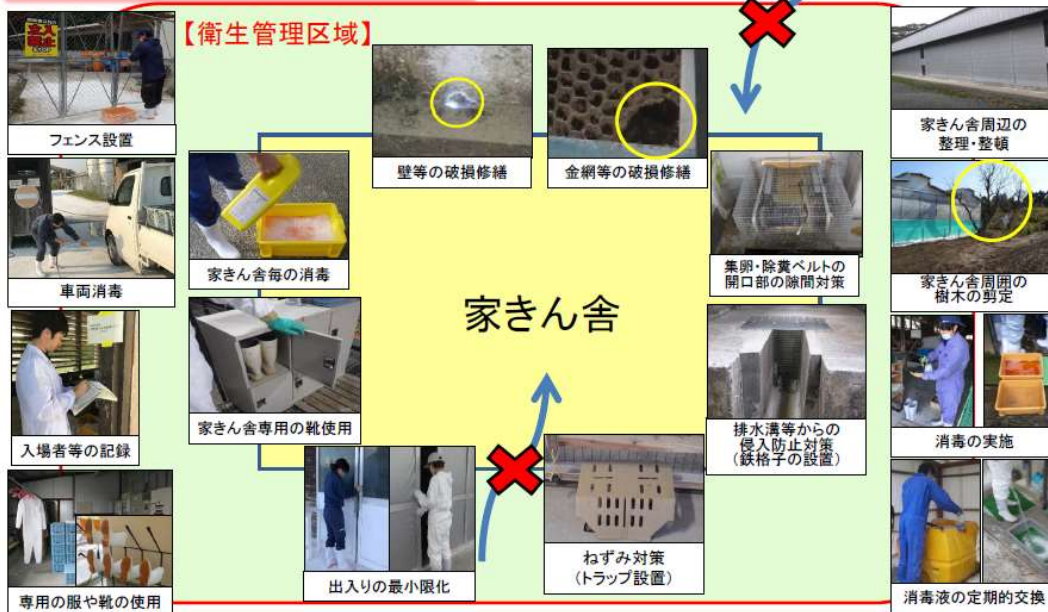 【衛生管理区域】
フェンス設置
壁等の破損修繕
金網等の破損修繕
家きん舎周辺の
整理・整頓
車両消毒
家きん舎毎の消毒
集卵・除糞ベルトの
開口部の隙間対策
家きん舎周囲の
樹木の剪定
家きん舎
入場者等の記録
家きん舎専用の靴使用
排水溝等からの
侵入防止対策
(鉄格子の設置)
消毒の実施
専用の服や靴の使用
出入りの最小限化
ねずみ対策
(トラップ設置)
消毒液の定期的交換
立入
禁止